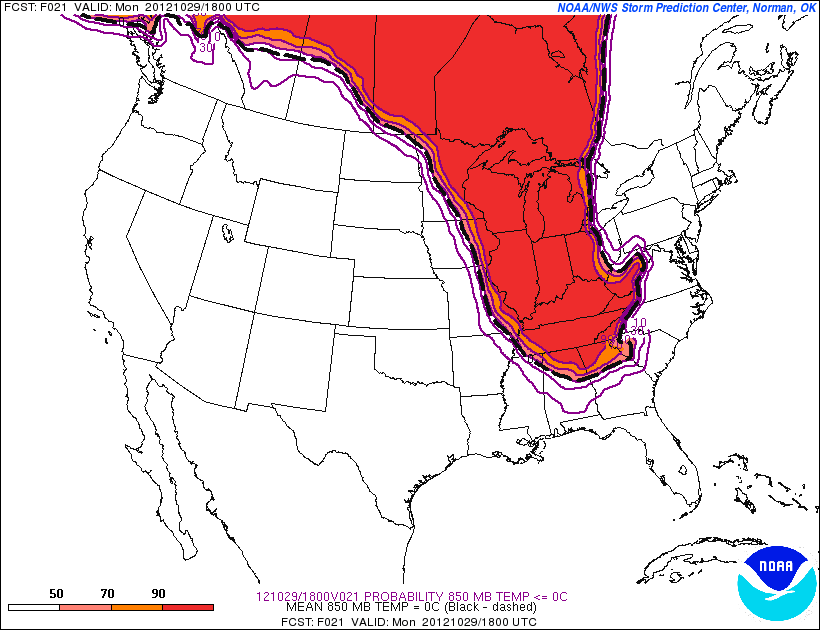 FCST: F021 VALID: Mon 20121029/1800 UTC
NOAA/NWS Storm Prediction Center, Norman, OK
30
10
30
50 70 90
121029/1800V021 PROBABILITY 850 MB TEMP <= 0C
MEAN 850 MB TEMP = 0C (Black - dashed)
FCST: F021 VALID: Mon 20121029/1800 UTC
NOAA